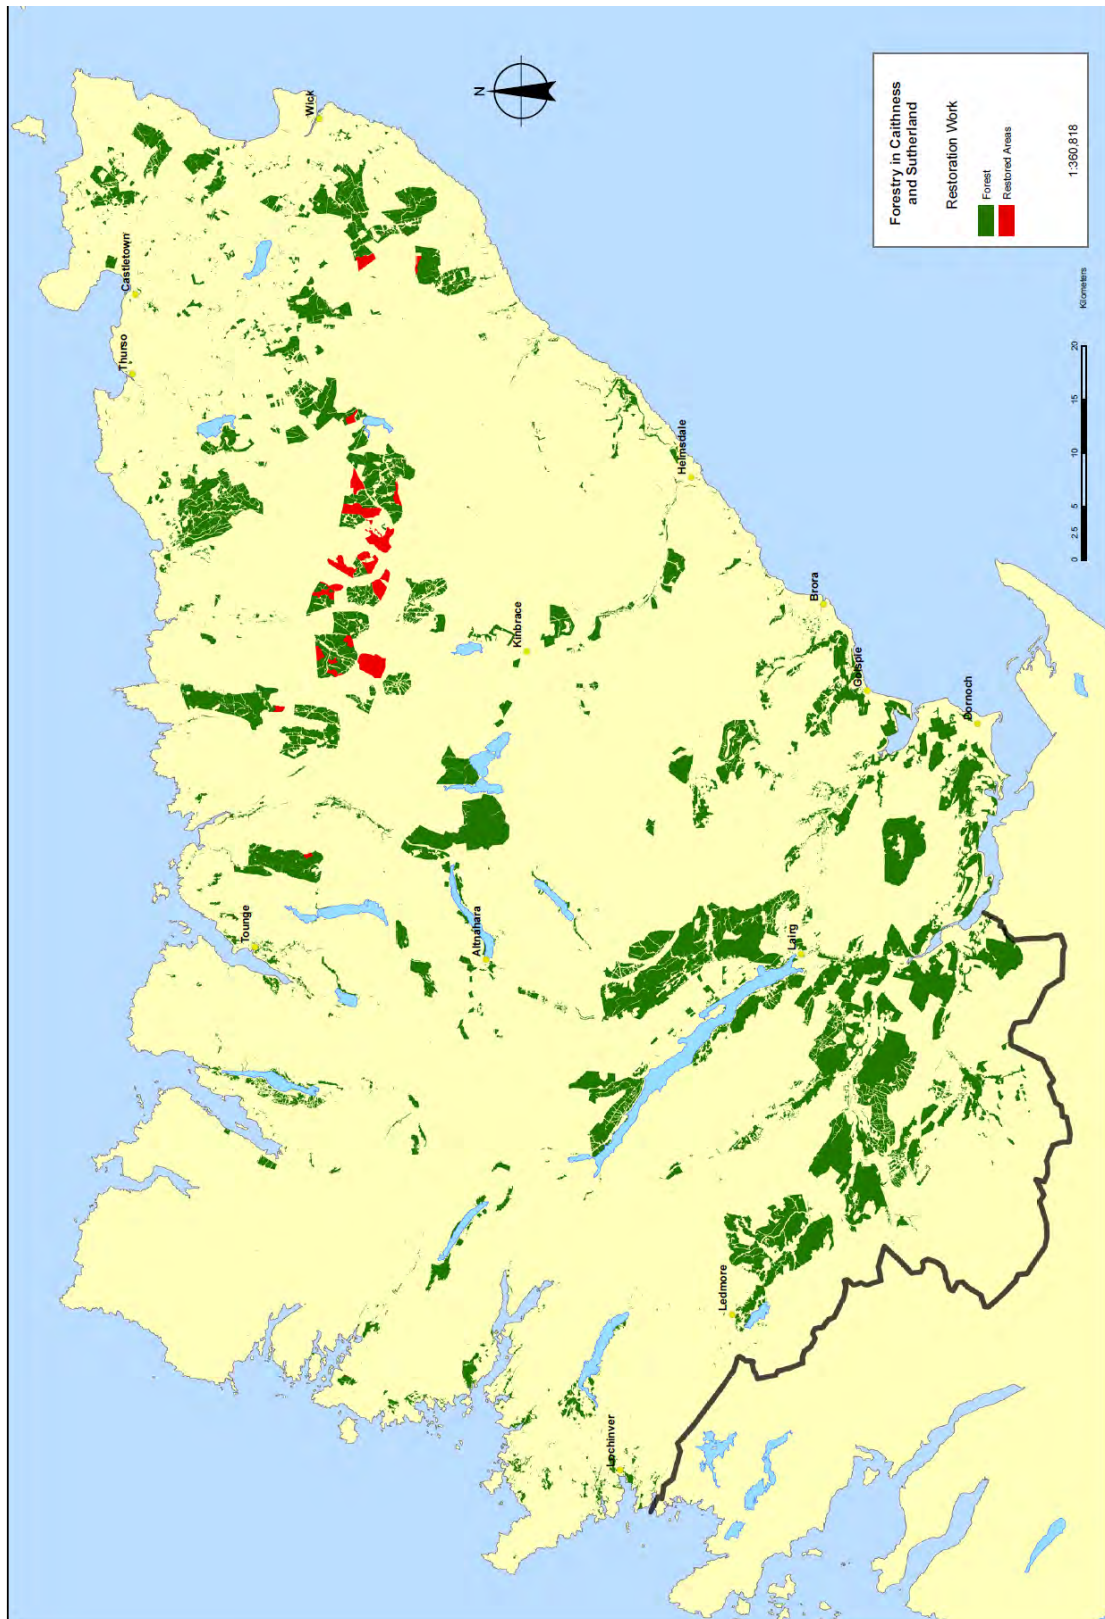 Thurso
Castletown
Tounge
Wick
N
Altnahara
Kinbrace
Lochinver
Helmsdale
Ledmore
Lairg
Brora
Golspie
Dornoch
Forestry in Caithness
and Sutherland
Restoration Work
Forest
Restored Areas
1:360,818
0 2.5 5 10 15 20
Kilometers